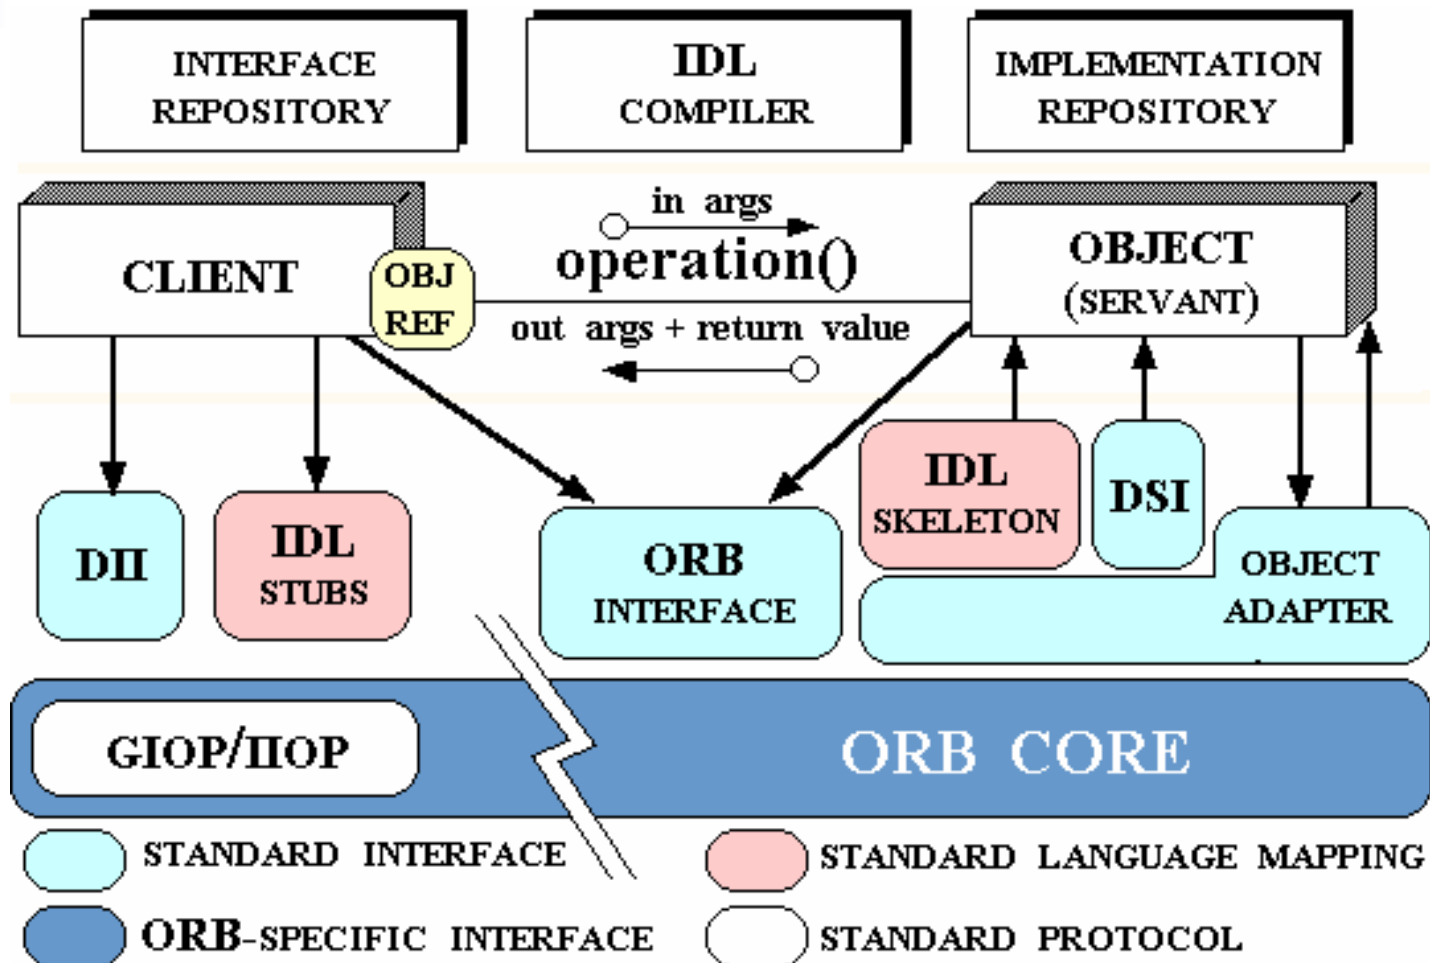 INTERFACE
REPOSITORY
IDL
COMPILER
IMPLEMENTATION
REPOSITORY
in args
operation()
out args + return value
CLIENT
OBJ
REF
OBJECT
(SERVANT)
DII
IDL
STUBS
ORB
INTERFACE
IDL
SKELETON
DSI
OBJECT
ADAPTER
GIOP/IIOP
ORB CORE
STANDARD INTERFACE
STANDARD LANGUAGE MAPPING
ORB-SPECIFIC INTERFACE
STANDARD PROTOCOL